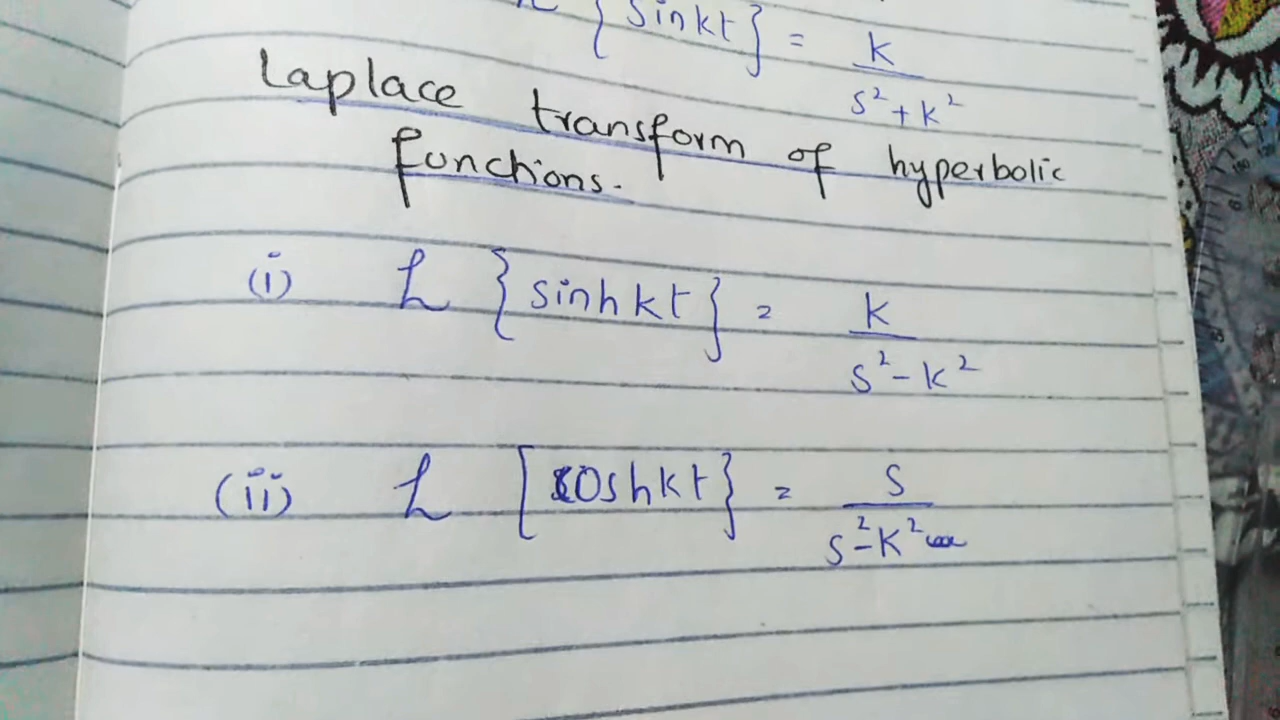 { sinkt} = k / s² + k²
Laplace transform of hyperbolic
functions.
(i) L {sinhkt} = k / s² - k²
(ii) L [coshkt} = s / s² - k²